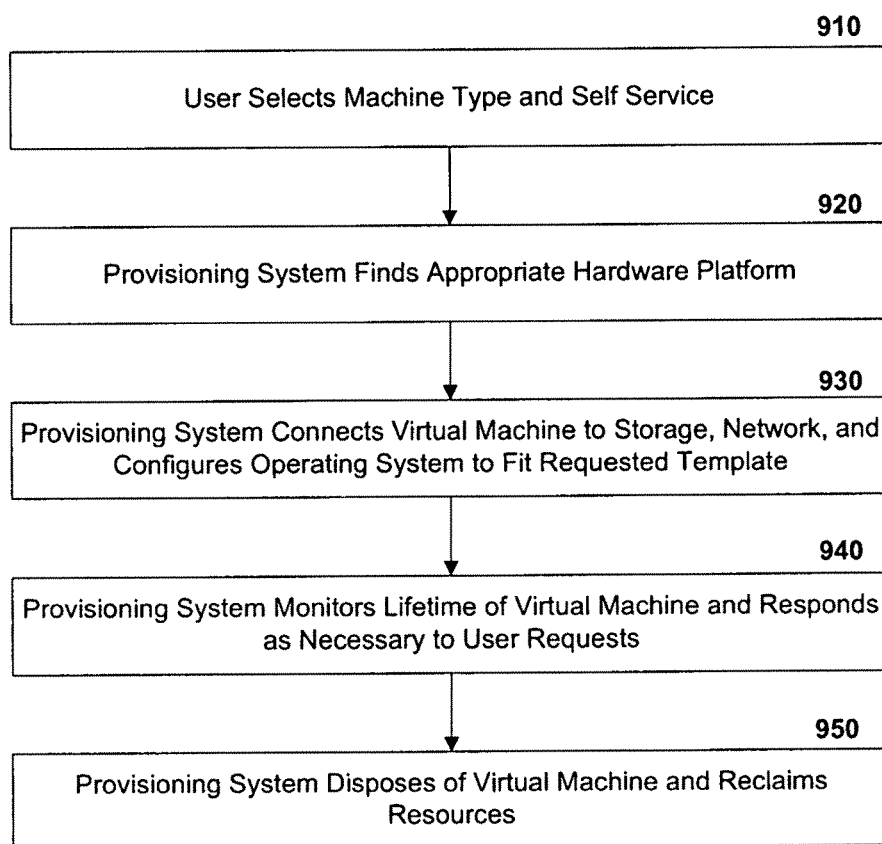 910
User Selects Machine Type and Self Service
920
Provisioning System Finds Appropriate Hardware Platform
930
Provisioning System Connects Virtual Machine to Storage, Network, and
Configures Operating System to Fit Requested Template
940
Provisioning System Monitors Lifetime of Virtual Machine and Responds
as Necessary to User Requests
950
Provisioning System Disposes of Virtual Machine and Reclaims
Resources